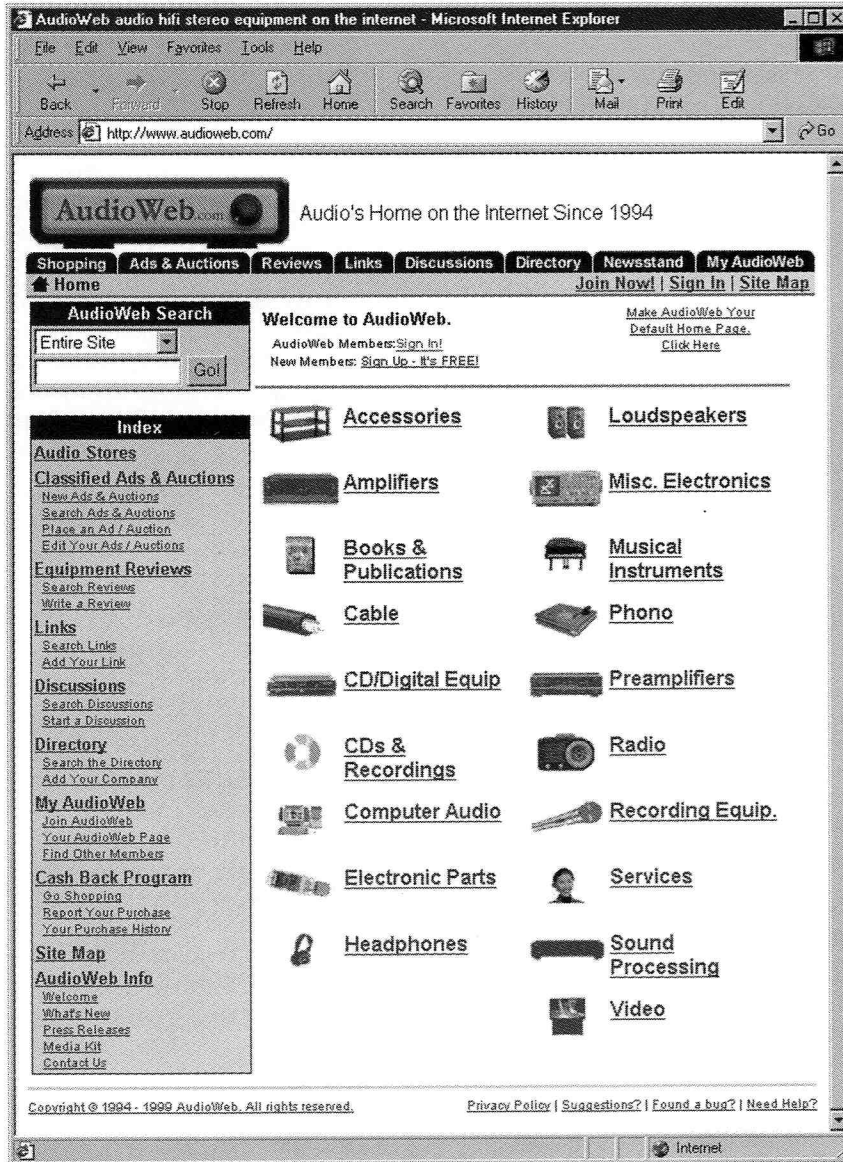 AudioWeb audio hifi stereo equipment on the internet - Microsoft Internet Explorer
File Edit View Favorites Tools Help
Back Forward Stop Refresh Home Search Favorites History Mail Print Edit
Address http://www.audioweb.com/ Go
AudioWeb.com Audio's Home on the Internet Since 1994
Shopping Ads & Auctions Reviews Links Discussions Directory Newsstand My AudioWeb
Home Join Now! | Sign In | Site Map
AudioWeb Search
Entire Site
Go!
Welcome to AudioWeb.
AudioWeb Members: Sign In!
New Members: Sign Up - It's FREE!
Make AudioWeb Your
Default Home Page.
Click Here
Index
Audio Stores
Classified Ads & Auctions
New Ads & Auctions
Search Ads & Auctions
Place an Ad / Auction
Edit Your Ads / Auctions
Equipment Reviews
Search Reviews
Write a Review
Links
Search Links
Add Your Link
Discussions
Search Discussions
Start a Discussion
Directory
Search the Directory
Add Your Company
My AudioWeb
Join AudioWeb
Your AudioWeb Page
Find Other Members
Cash Back Program
Go Shopping
Report Your Purchase
Your Purchase History
Site Map
AudioWeb Info
Welcome
What's New
Press Releases
Media Kit
Contact Us
Accessories
Amplifiers
Books &
Publications
Cable
CD/Digital Equip
CDs &
Recordings
Computer Audio
Electronic Parts
Headphones
Loudspeakers
Misc. Electronics
Musical
Instruments
Phono
Preamplifiers
Radio
Recording Equip.
Services
Sound
Processing
Video
Copyright © 1994 - 1999 AudioWeb. All rights reserved.
Privacy Policy | Suggestions? | Found a bug? | Need Help?
Internet